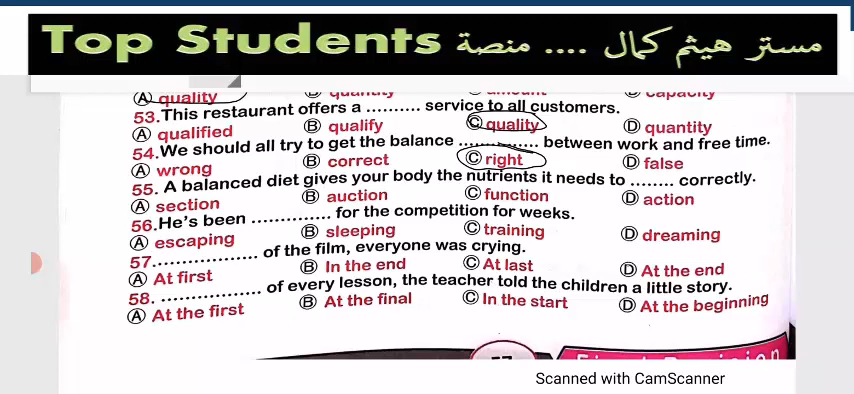 Top Students مستر هيثم كمال .... منصة
Ⓐ quality Ⓑ quantity Ⓒ amount Ⓓ capacity
53.This restaurant offers a .......... service to all customers.
Ⓐ qualified Ⓑ qualify Ⓒ quality Ⓓ quantity
54.We should all try to get the balance .............. between work and free time.
Ⓐ wrong Ⓑ correct Ⓒ right Ⓓ false
55. A balanced diet gives your body the nutrients it needs to ........ correctly.
Ⓐ section Ⓑ auction Ⓒ function Ⓓ action
56.He's been ............. for the competition for weeks.
Ⓐ escaping Ⓑ sleeping Ⓒ training Ⓓ dreaming
57.................. of the film, everyone was crying.
Ⓐ At first Ⓑ In the end Ⓒ At last Ⓓ At the end
58. ................. of every lesson, the teacher told the children a little story.
Ⓐ At the first Ⓑ At the final Ⓒ In the start Ⓓ At the beginning
Scanned with CamScanner